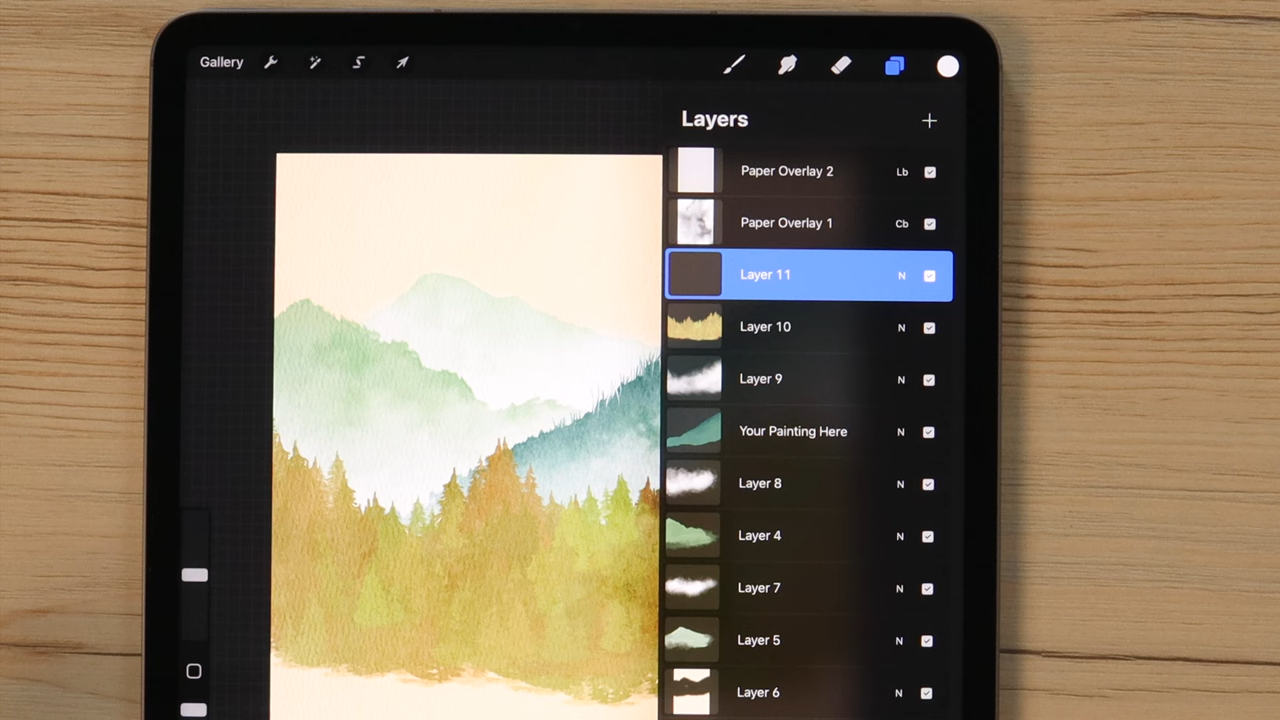 Gallery
Layers
Paper Overlay 2 Lb
Paper Overlay 1 Cb
Layer 11 N
Layer 10 N
Layer 9 N
Your Painting Here N
Layer 8 N
Layer 4 N
Layer 7 N
Layer 5 N
Layer 6 N